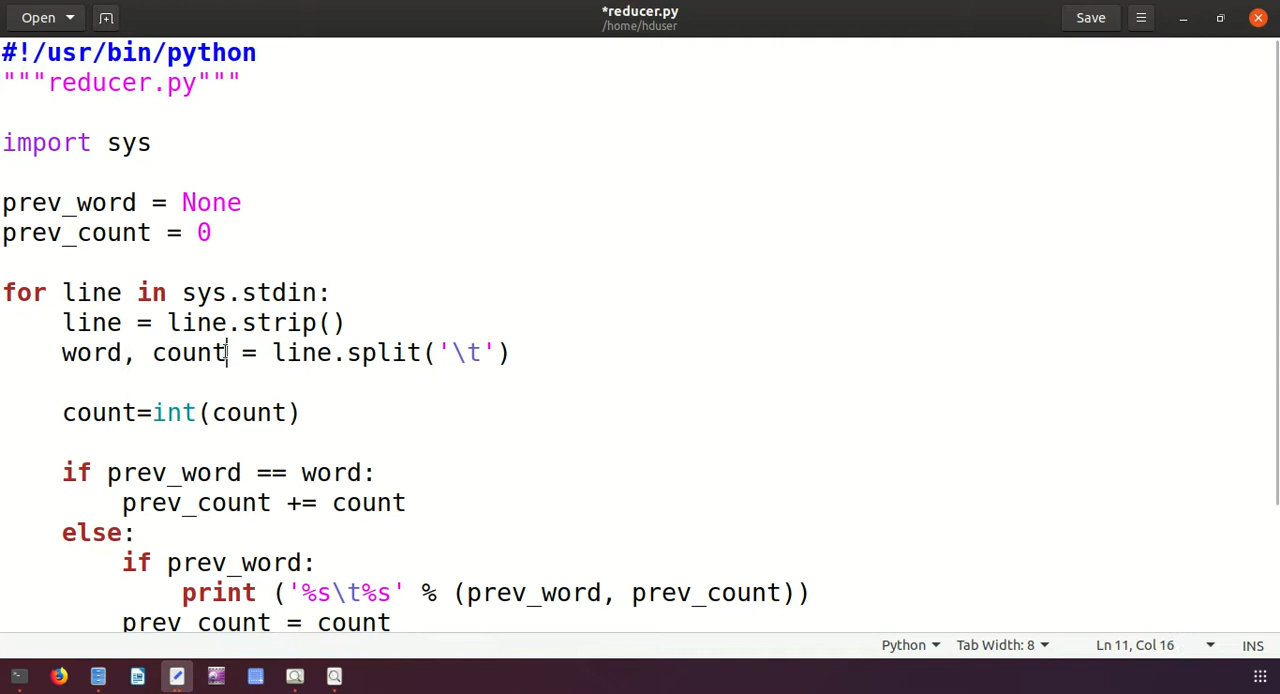 Open
*reducer.py
/home/hduser
Save
#!/usr/bin/python
"""reducer.py"""
import sys
prev_word = None
prev_count = 0
for line in sys.stdin:
    line = line.strip()
    word, count = line.split('\t')
    count=int(count)
    if prev_word == word:
        prev_count += count
    else:
        if prev_word:
            print ('%s\t%s' % (prev_word, prev_count))
        prev_count = count
Python
Tab Width: 8
Ln 11, Col 16
INS